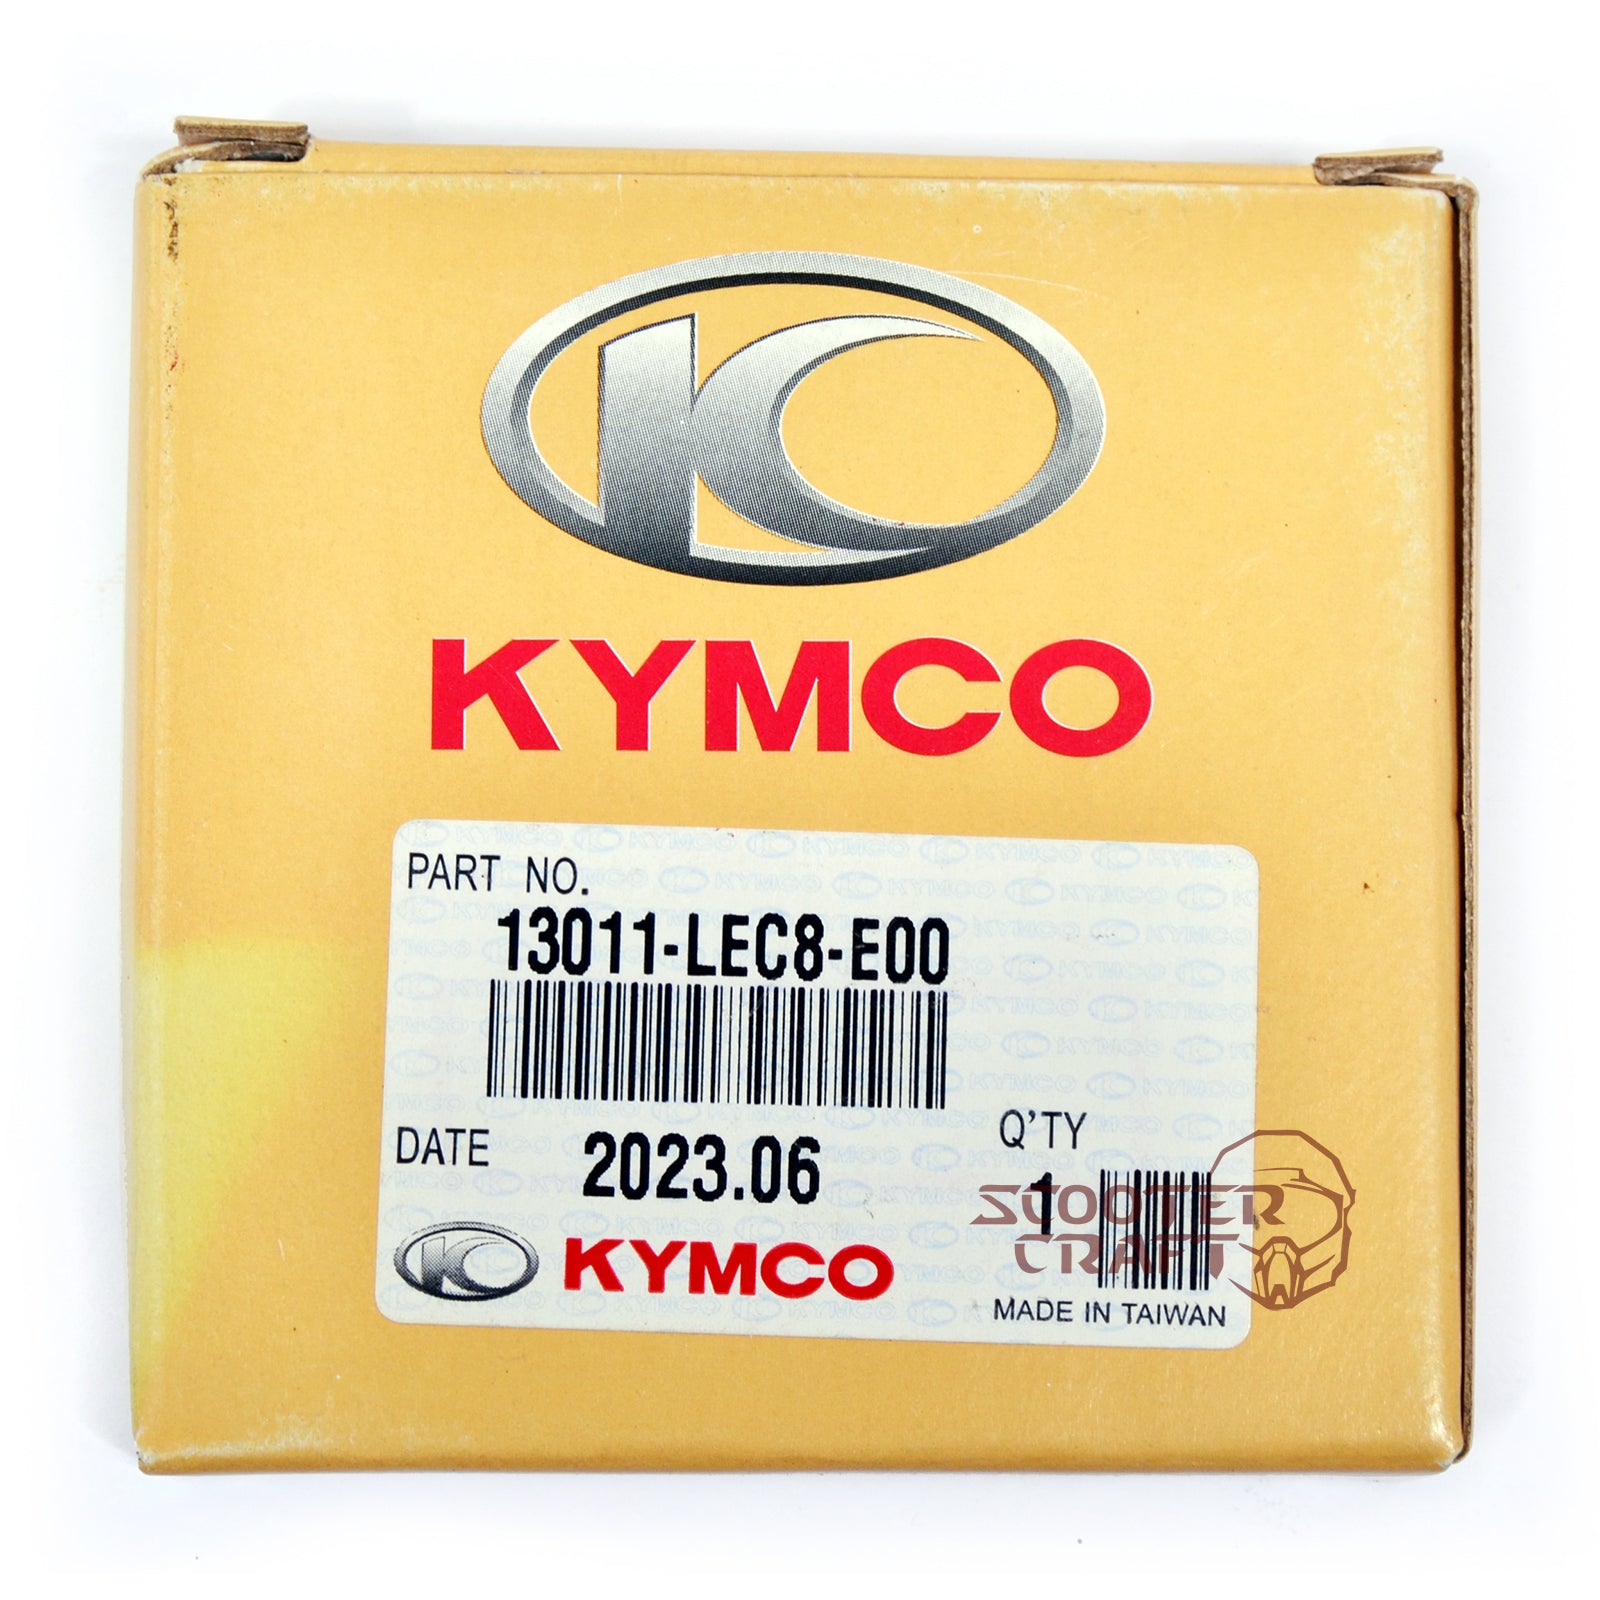 KYMCO
PART NO.
13011-LEC8-E00
DATE 2023.06
Q'TY
1
SCOOTER
CRAFT
KYMCO
MADE IN TAIWAN